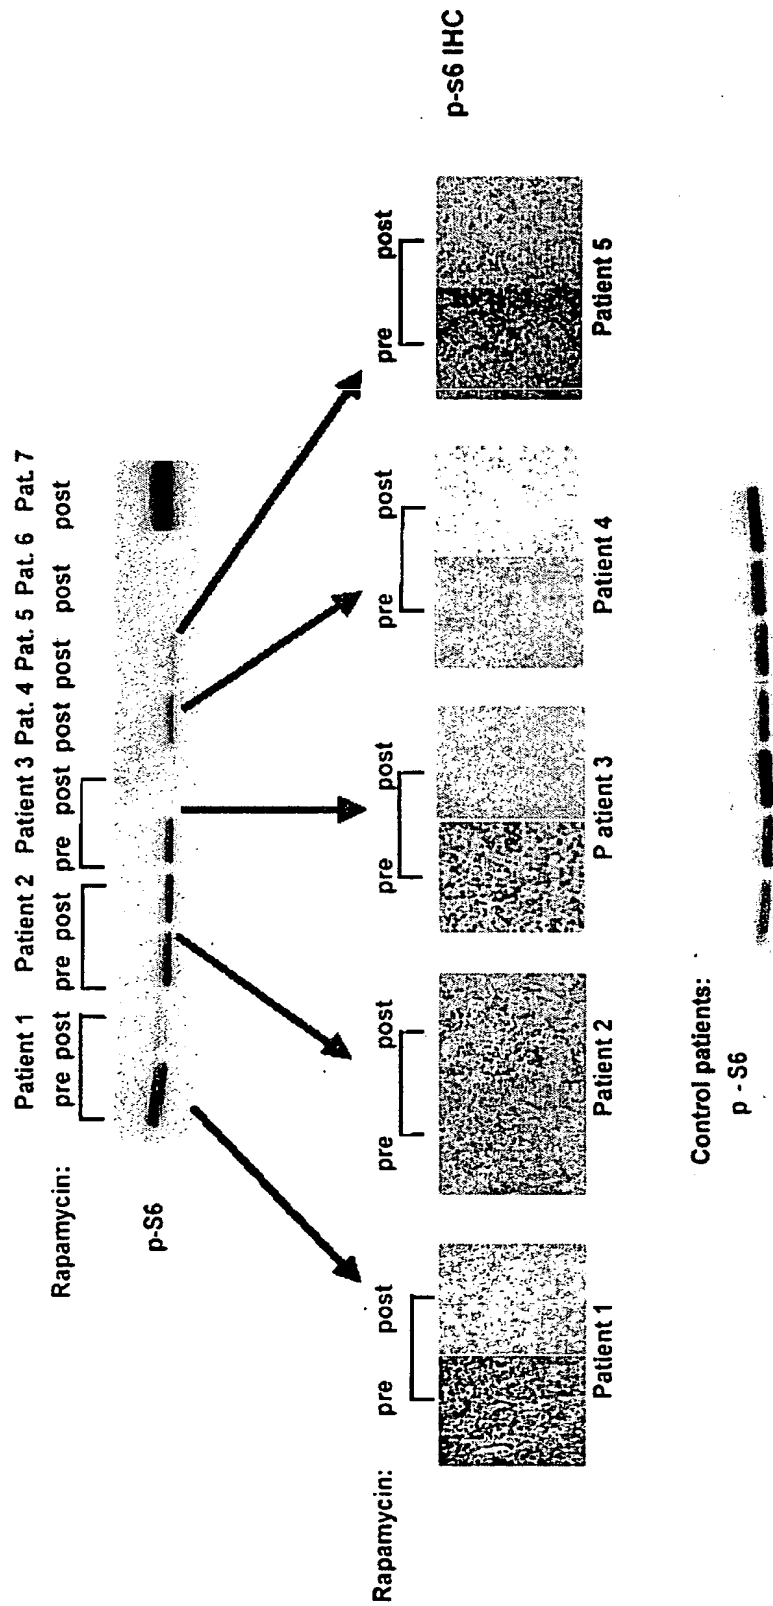 Patient 1 Patient 2 Patient 3 Pat. 4 Pat. 5 Pat. 6 Pat. 7
Rapamycin: pre post pre post pre post post post post post
p-S6
Rapamycin: pre post pre post pre post pre post pre post
p-s6 IHC
Patient 1 Patient 2 P atient 3 Patient 4 Patient 5
Control patients:
p - S6